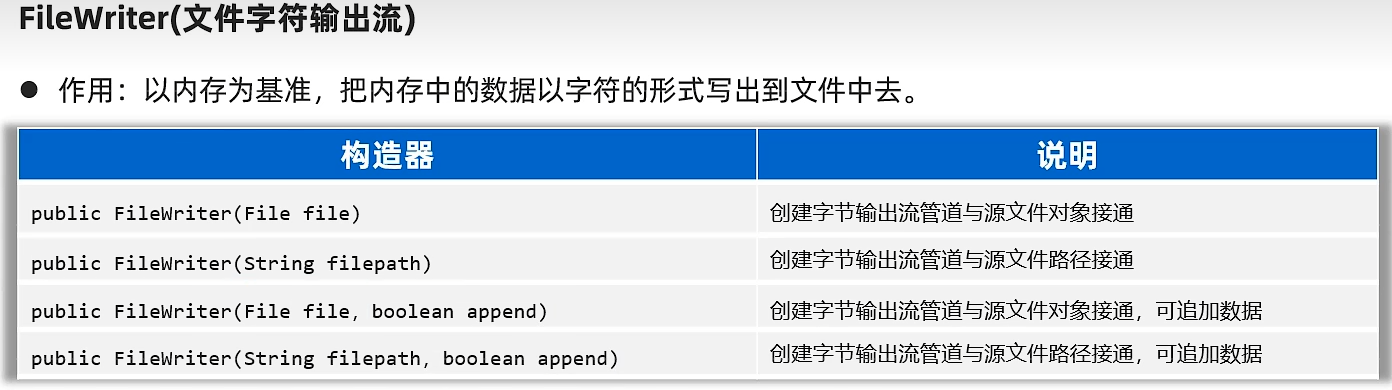 FileWriter(文件字符输出流)
● 作用：以内存为基准，把内存中的数据以字符的形式写出到文件中去。
构造器 说明
public FileWriter(File file) 创建字节输出流管道与源文件对象接通
public FileWriter(String filepath) 创建字节输出流管道与源文件路径接通
public FileWriter(File file, boolean append) 创建字节输出流管道与源文件对象接通，可追加数据
public FileWriter(String filepath, boolean append) 创建字节输出流管道与源文件路径接通，可追加数据